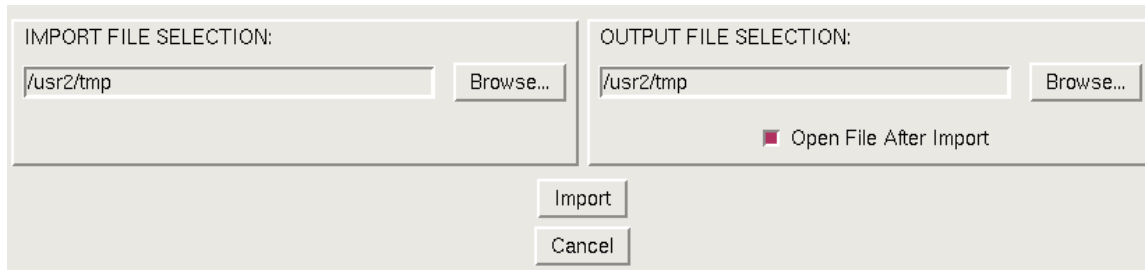 IMPORT FILE SELECTION:
/usr2/tmp
Browse...
OUTPUT FILE SELECTION:
/usr2/tmp
Browse...
Open File After Import
Import
Cancel